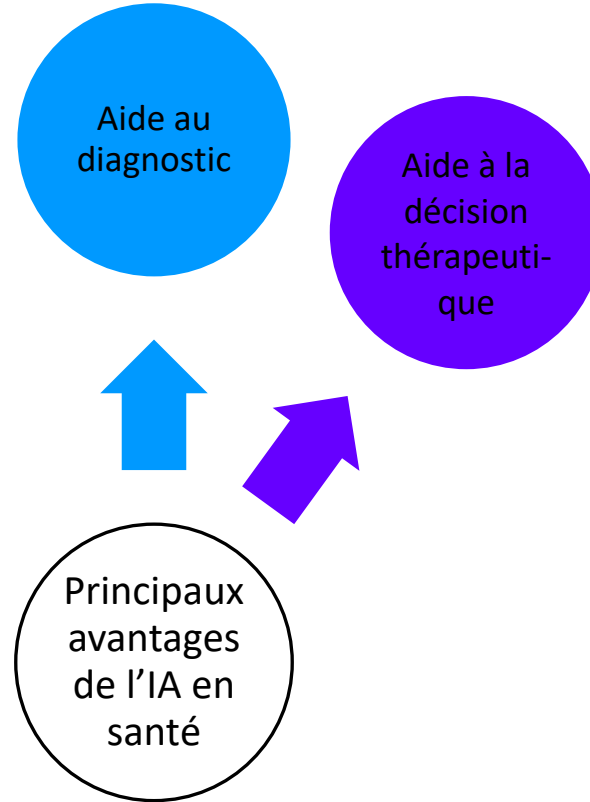 Aide au
diagnostic
Aide à la
décision
thérapeuti-
que
Principaux
avantages
de l’IA en
santé